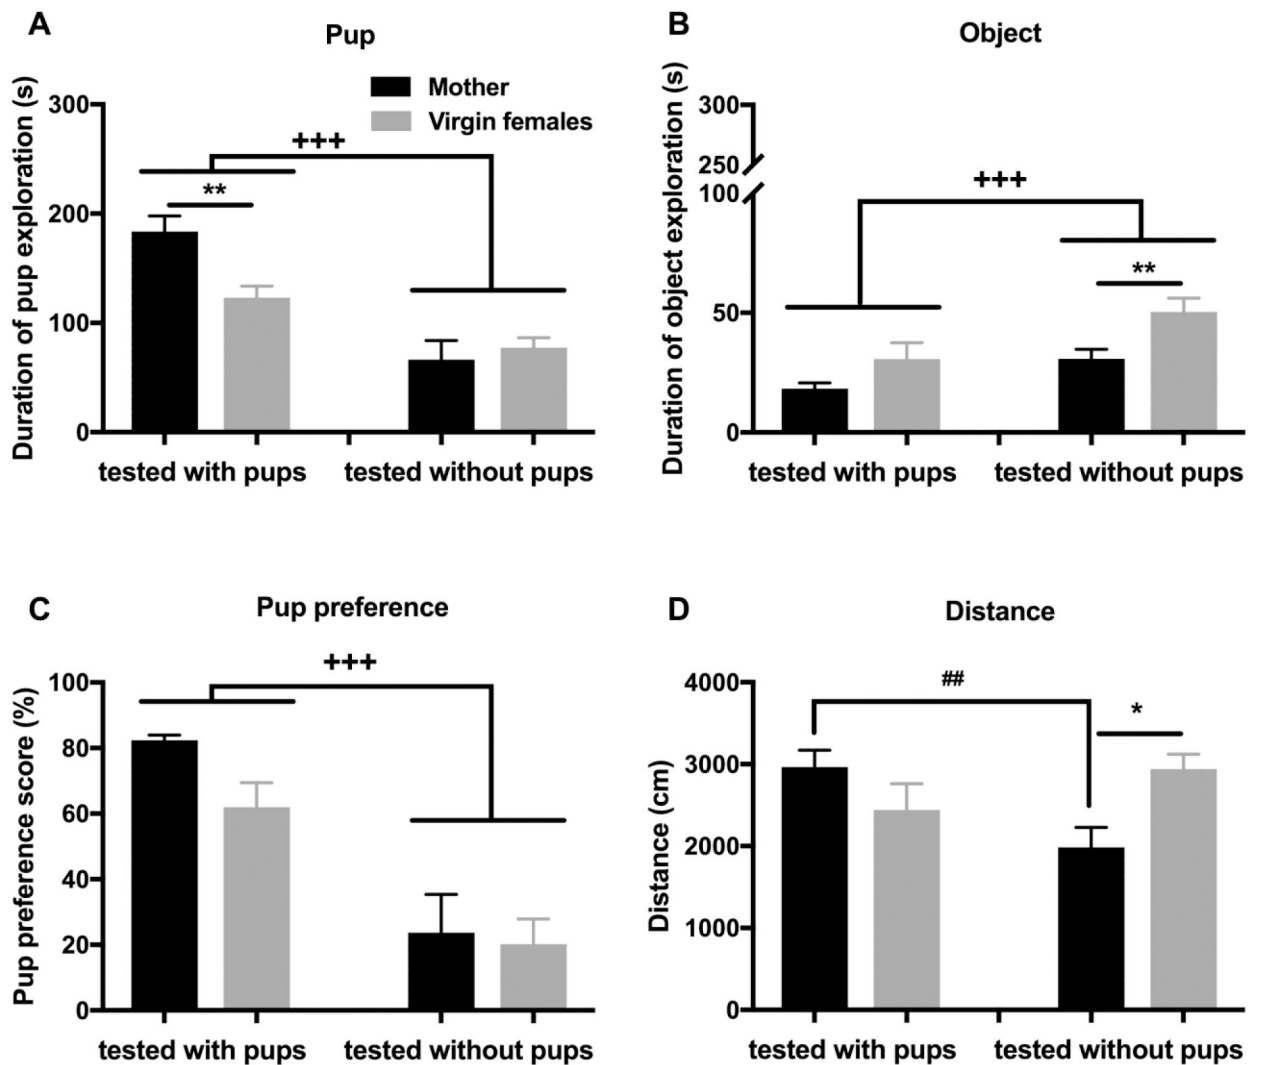 A
Pup
Duration of pup exploration (s)
Mother
Virgin females
300
200
100
0
+++
**
tested with pups
tested without pups
B
Object
Duration of object exploration (s)
300
250
100
50
0
+++
**
tested with pups
tested without pups
C
Pup preference
Pup preference score (%)
100
80
60
40
20
0
+++
tested with pups
tested without pups
D
Distance
Distance (cm)
4000
3000
2000
1000
0
##
*
tested with pups
tested without pups